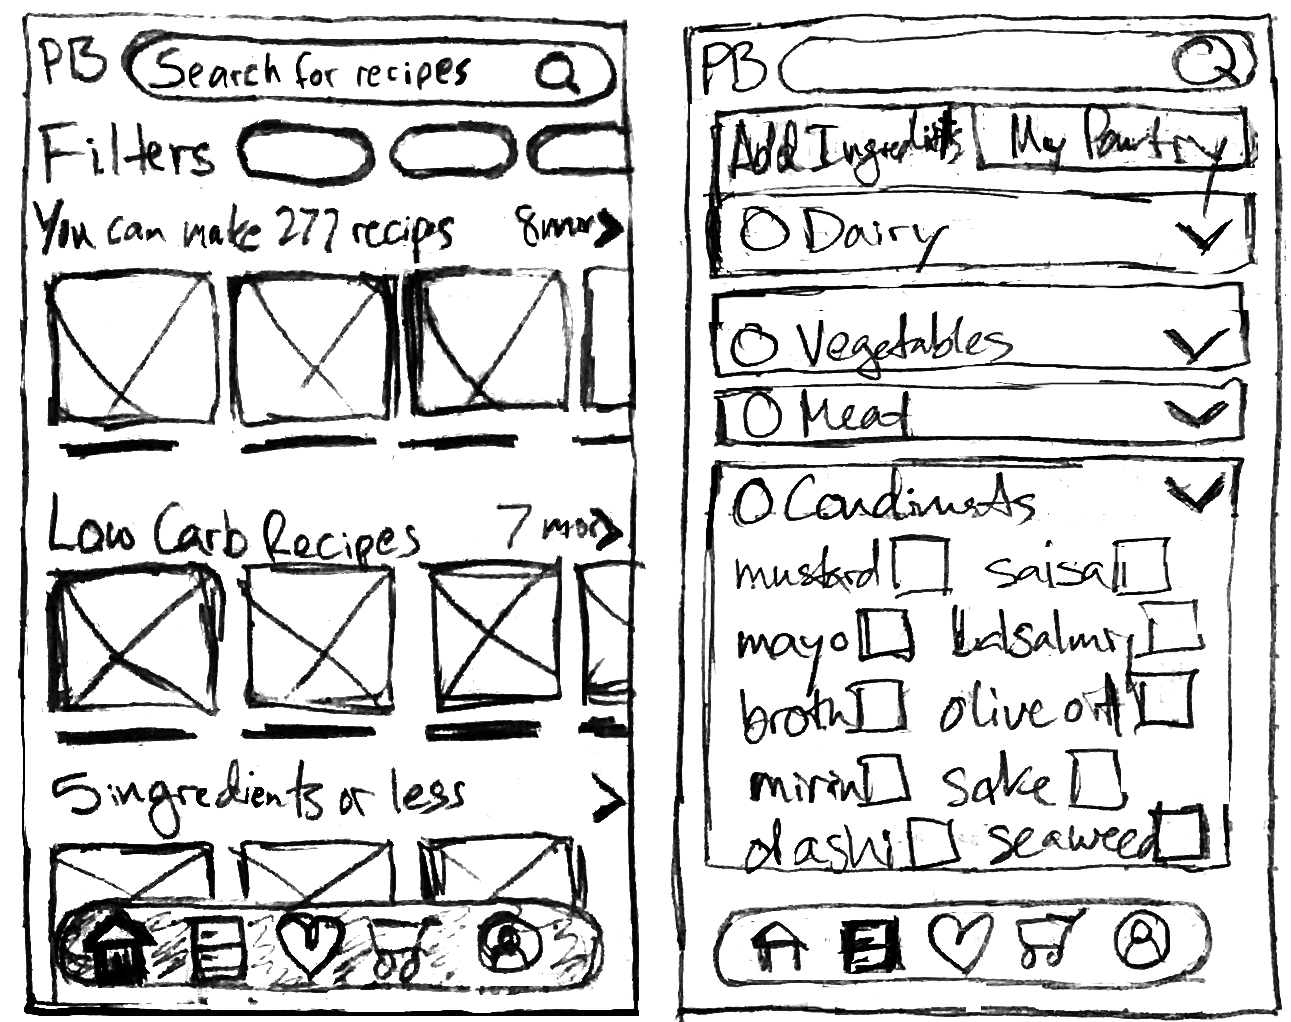 PB Search for recipes
Filters
You can make 277 recipes 8 more
Low Carb Recipes 7 more
5 ingredients or less
PB
Add Ingredients My Pantry
O Dairy
O Vegetables
O Meat
O Condiments
mustard salsa
mayo
broth olive oil
mirin sake
dashi seaweed